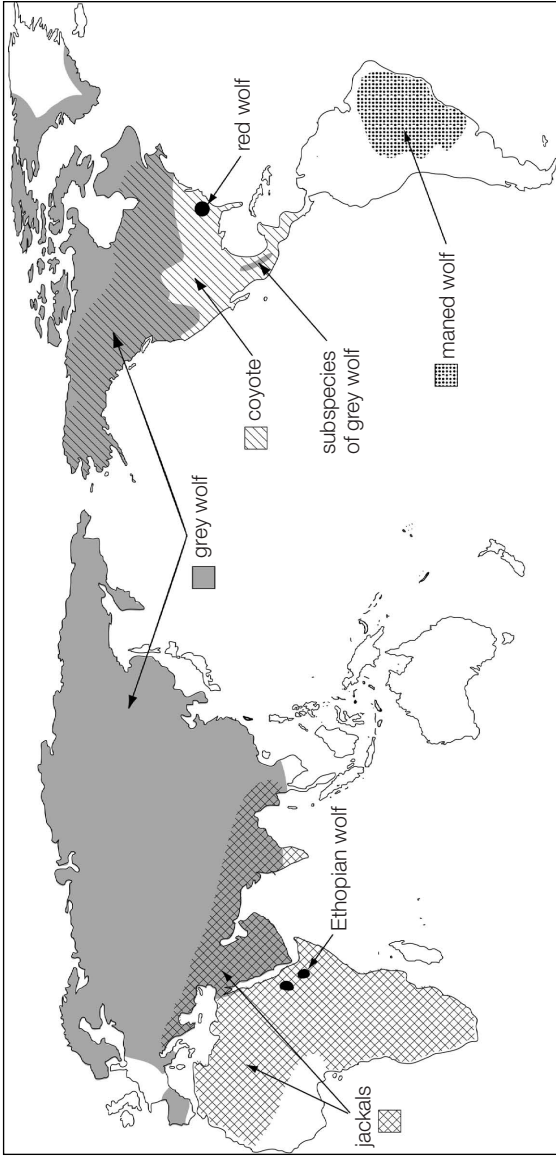 grey wolf
coyote
red wolf
subspecies
of grey wolf
maned wolf
jackals
Ethopian wolf